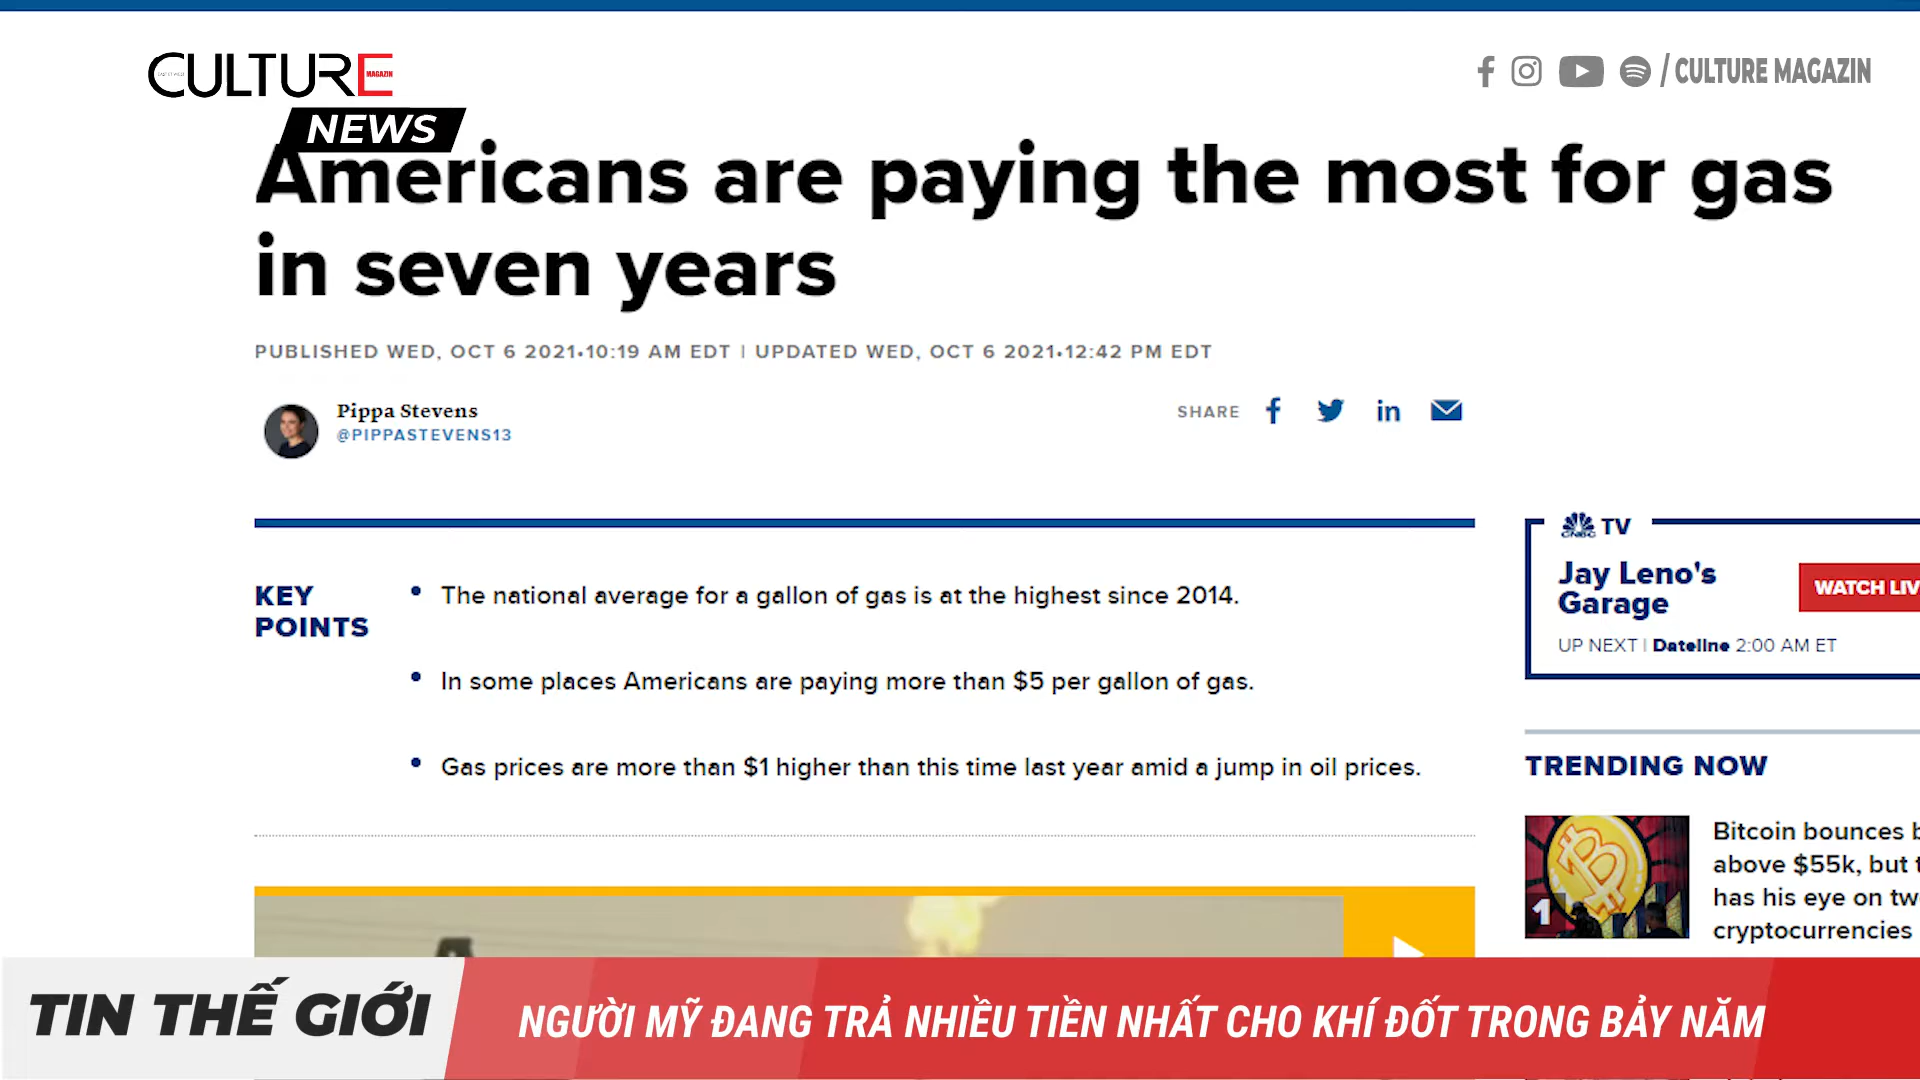 CULTURE
MAGAZIN
NEWS
/ CULTURE MAGAZIN
Americans are paying the most for gas
in seven years
PUBLISHED WED, OCT 6 2021•10:19 AM EDT | UPDATED WED, OCT 6 2021•12:42 PM EDT
Pippa Stevens
@PIPPASTEVENS13
SHARE
KEY
POINTS
• The national average for a gallon of gas is at the highest since 2014.
• In some places Americans are paying more than $5 per gallon of gas.
• Gas prices are more than $1 higher than this time last year amid a jump in oil prices.
CNBC TV
Jay Leno's
Garage
WATCH LIV
UP NEXT | Dateline 2:00 AM ET
TRENDING NOW
1
Bitcoin bounces b
above $55k, but t
has his eye on tw
cryptocurrencies
TIN THẾ GIỚI
NGƯỜI MỸ ĐANG TRẢ NHIỀU TIỀN NHẤT CHO KHÍ ĐỐT TRONG BẢY NĂM